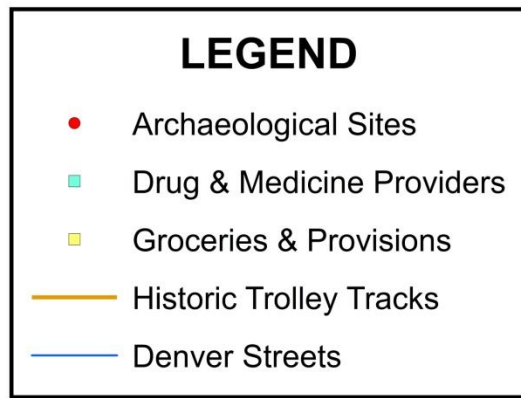 LEGEND
Archaeological Sites
Drug & Medicine Providers
Groceries & Provisions
Historic Trolley Tracks
Denver Streets